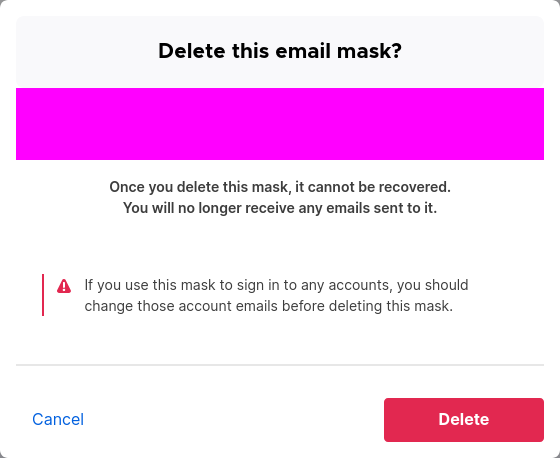 Delete this email mask?
Once you delete this mask, it cannot be recovered.
You will no longer receive any emails sent to it.
If you use this mask to sign in to any accounts, you should
change those account emails before deleting this mask.
Cancel
Delete